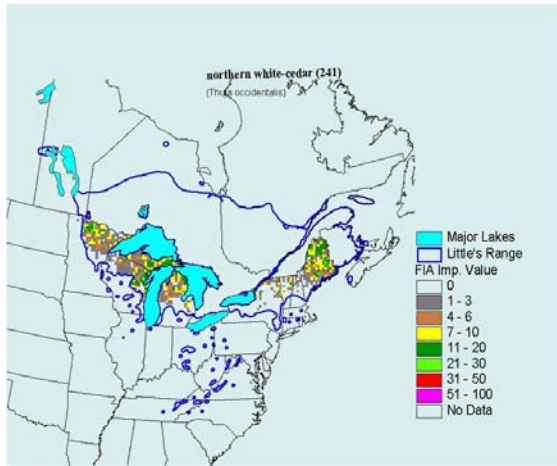 northern white-cedar (241)
(Thuja occidentalis)
Major Lakes
Little's Range
FIA Imp. Value
0
1 - 3
4 - 6
7 - 10
11 - 20
21 - 30
31 - 50
51 - 100
No Data